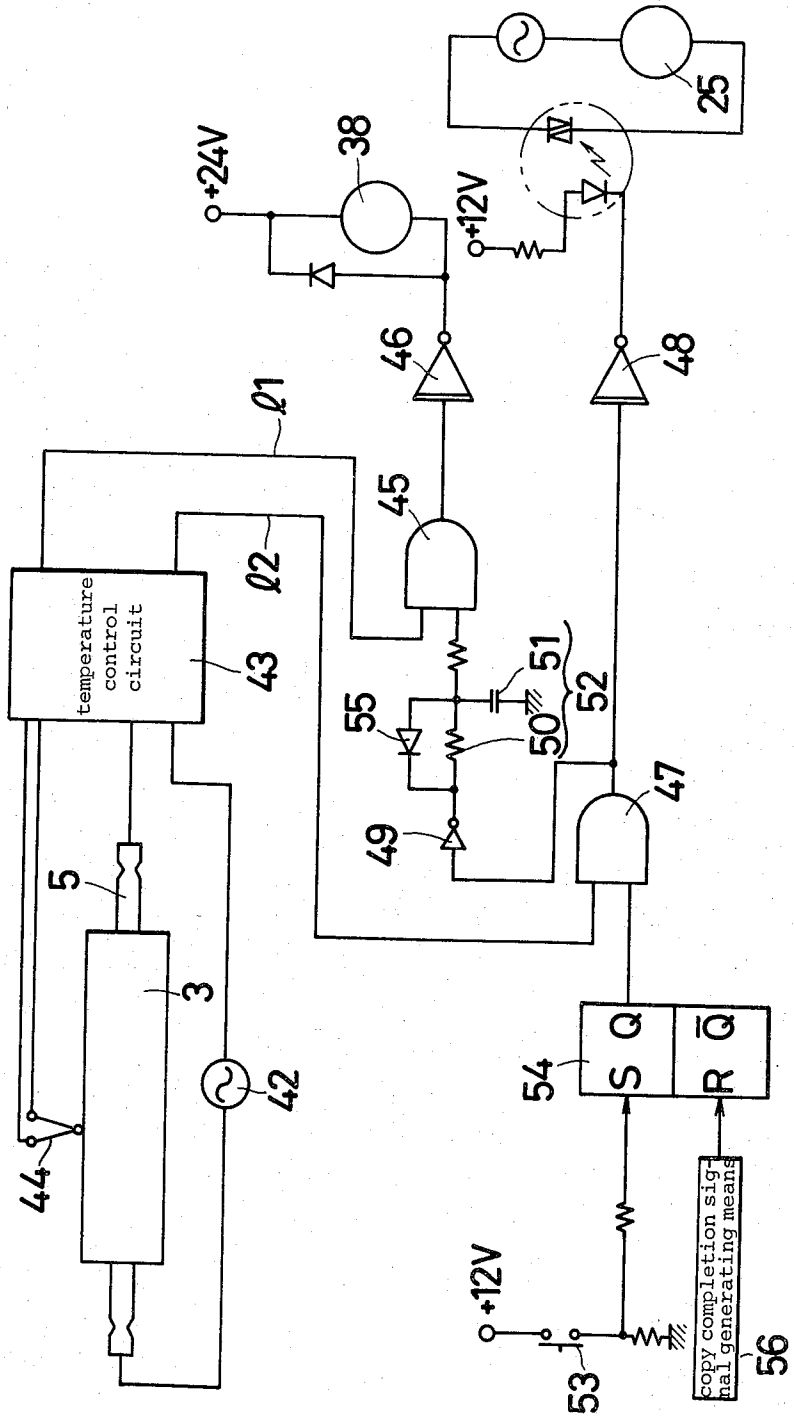 25
38
+24V
+12V
46
48
ℓ1
45
ℓ2
temperature
control
circuit
43
51
55
52
50
47
49
5
3
42
54
S Q
R Q̄
44
copy completion sig-
nal generating means
+12V
53
56